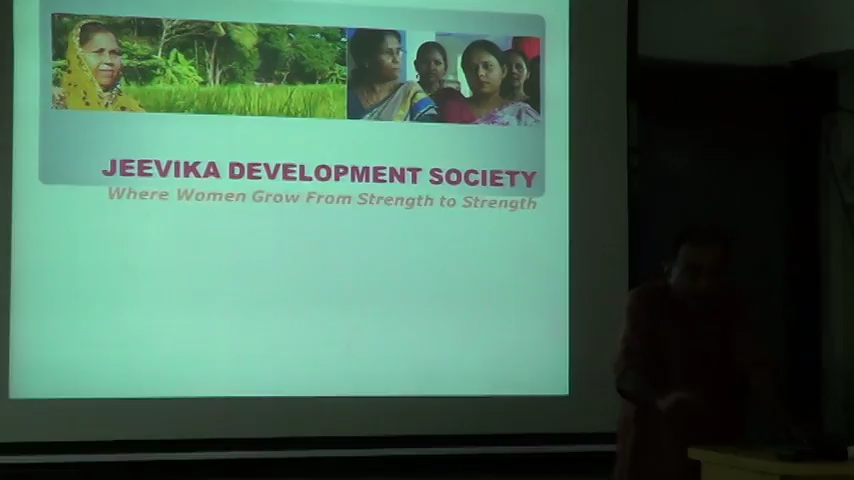 JEEVIKA DEVELOPMENT SOCIETY
Where Women Grow From Strength to Strength